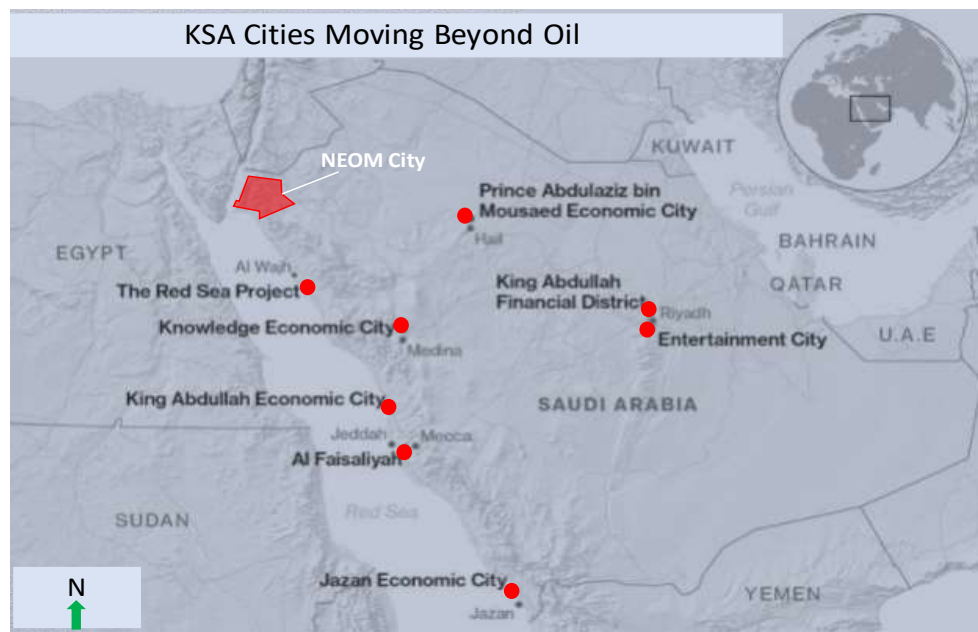 KSA Cities Moving Beyond Oil
NEOM City
KUWAIT
Persian
Gulf
Prince Abdulaziz bin
Mousaed Economic City
Hail
BAHRAIN
EGYPT
Al Wajh
The Red Sea Project
King Abdullah
Financial District
QATAR
Riyadh
Knowledge Economic City
Medina
Entertainment City
U.A.E
King Abdullah Economic City
SAUDI ARABIA
Jeddah
Mecca
Al Faisaliyah
Red Sea
SUDAN
Jazan Economic City
Jazan
YEMEN
N